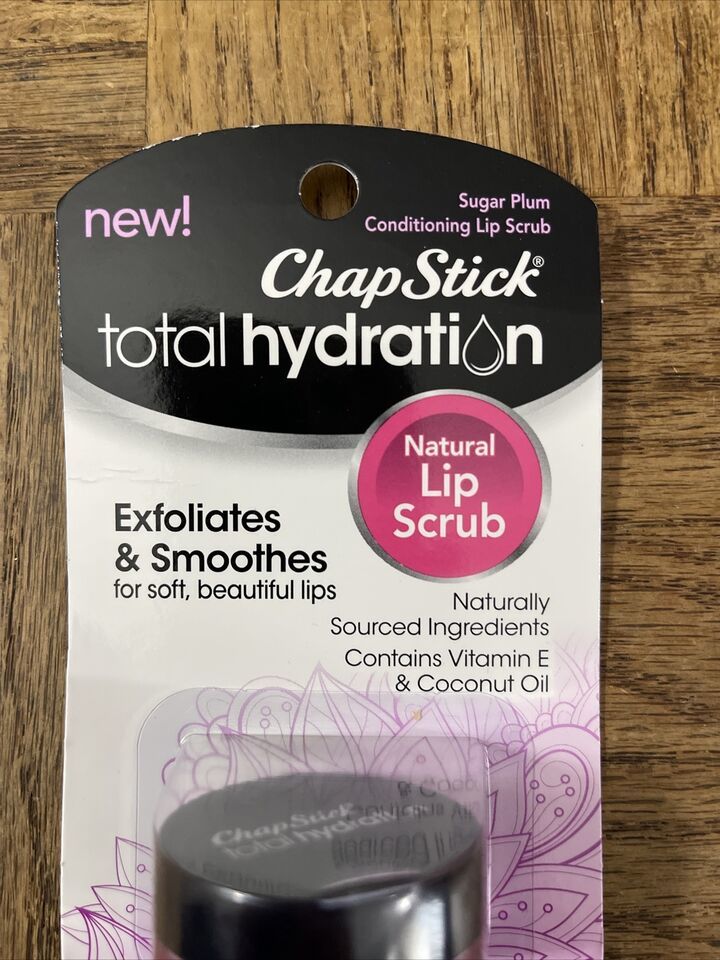 new!
Sugar Plum
Conditioning Lip Scrub
ChapStick®
total hydration
Natural
Lip
Scrub
Exfoliates
& Smoothes
for soft, beautiful lips
Naturally
Sourced Ingredients
Contains Vitamin E
& Coconut Oil
ChapStick
total hydration